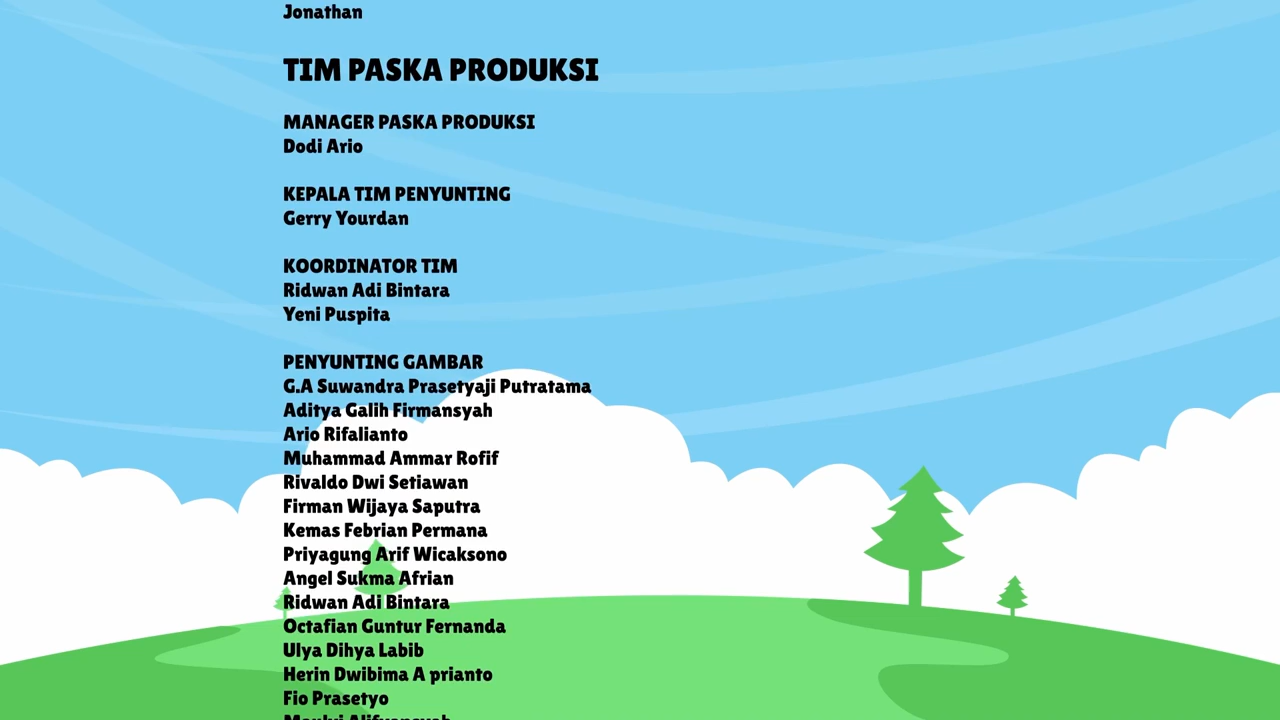 Jonathan
TIM PASKA PRODUKSI
MANAGER PASKA PRODUKSI
Dodi Ario
KEPALA TIM PENYUNTING
Gerry Yourdan
KOORDINATOR TIM
Ridwan Adi Bintara
Yeni Puspita
PENYUNTING GAMBAR
G.A Suwandra Prasetyaji Putratama
Aditya Galih Firmansyah
Ario Rifalianto
Muhammad Ammar Rofif
Rivaldo Dwi Setiawan
Firman Wijaya Saputra
Kemas Febrian Permana
Priyagung Arif Wicaksono
Angel Sukma Afrian
Ridwan Adi Bintara
Octafian Guntur Fernanda
Ulya Dihya Labib
Herin Dwibima A prianto
Fio Prasetyo